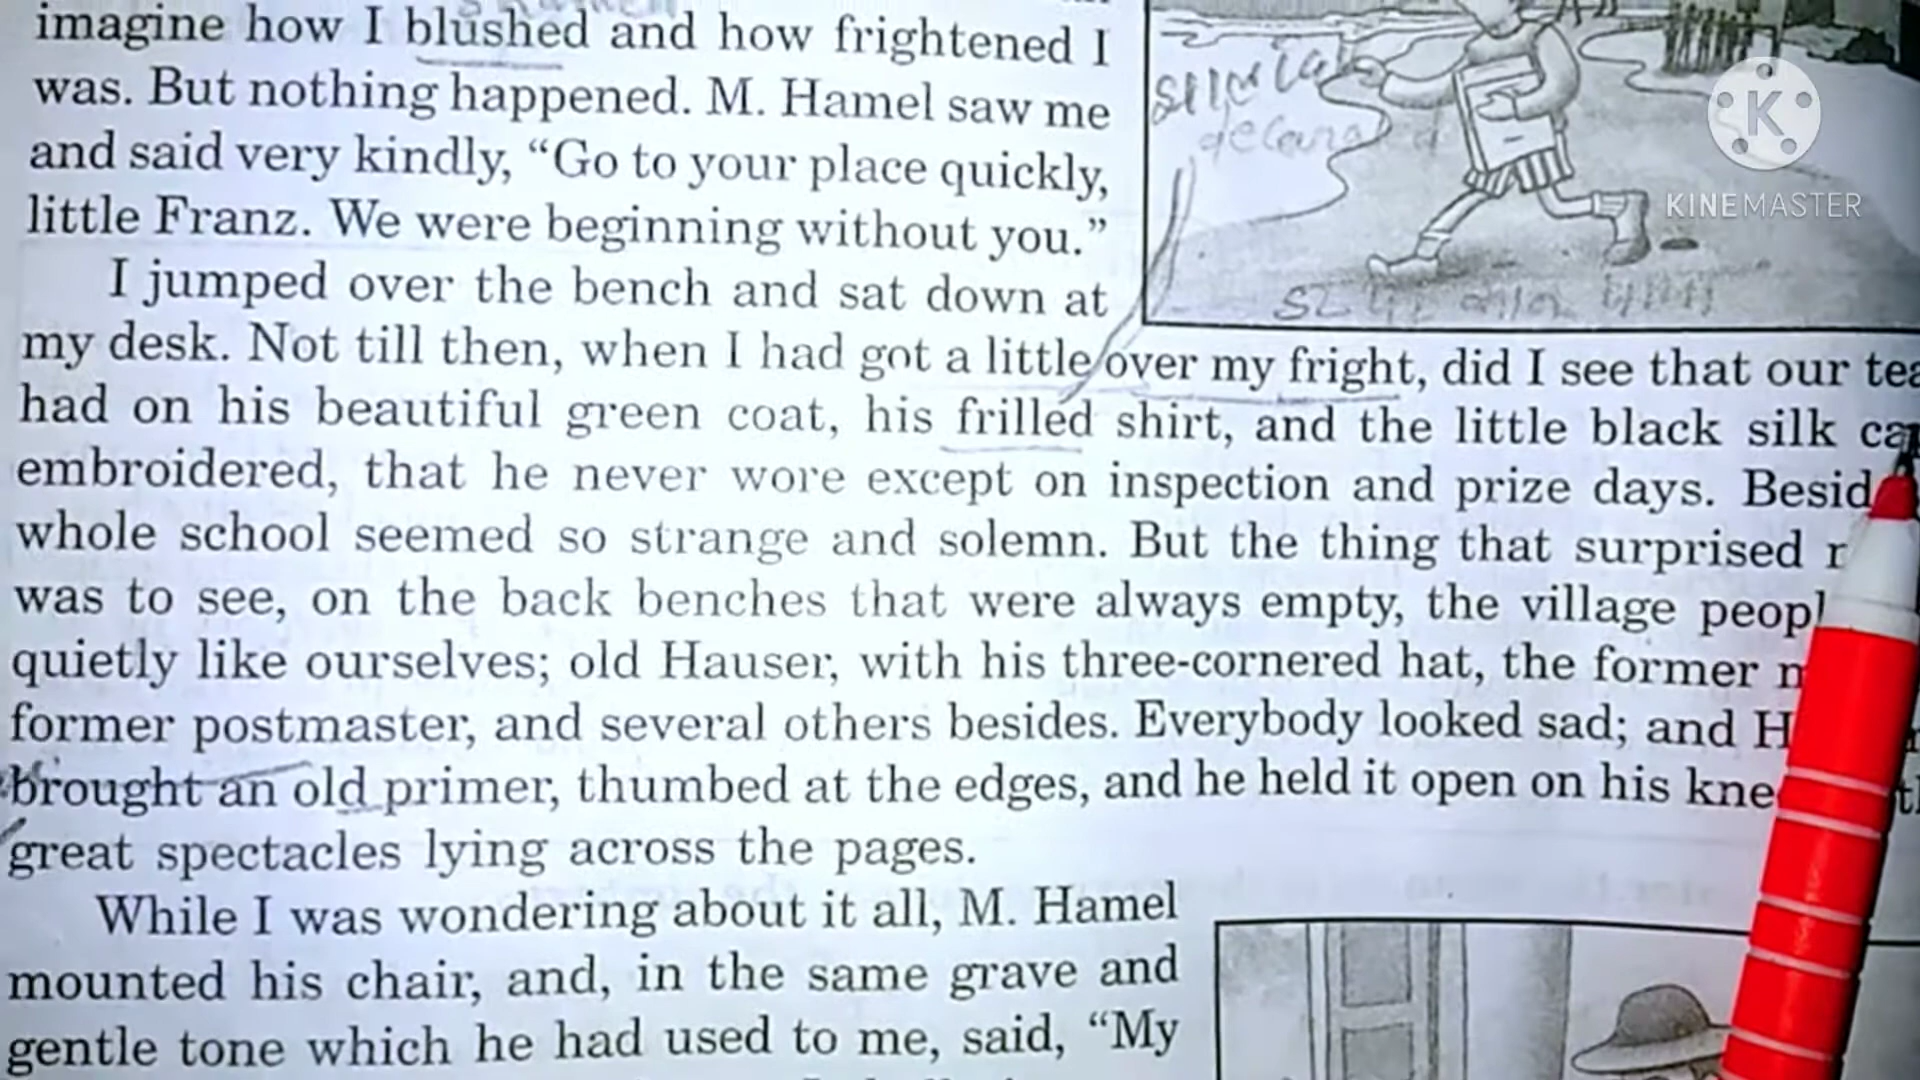 imagine how I blushed and how frightened I
was. But nothing happened. M. Hamel saw me
and said very kindly, “Go to your place quickly,
little Franz. We were beginning without you.”
I jumped over the bench and sat down at
my desk. Not till then, when I had got a little over my fright, did I see that our
had on his beautiful green coat, his frilled shirt, and the little black silk
embroidered, that he never wore except on inspection and prize days.
whole school seemed so strange and solemn. But the thing that surprised
was to see, on the back benches that were always empty, the village
quietly like ourselves; old Hauser, with his three-cornered hat, the former
former postmaster, and several others besides. Everybody looked sad; and
brought an old primer, thumbed at the edges, and he held it open on his
great spectacles lying across the pages.
While I was wondering about it all, M. Hamel
mounted his chair, and, in the same grave and
gentle tone which he had used to me, said, “My
KINEMASTER